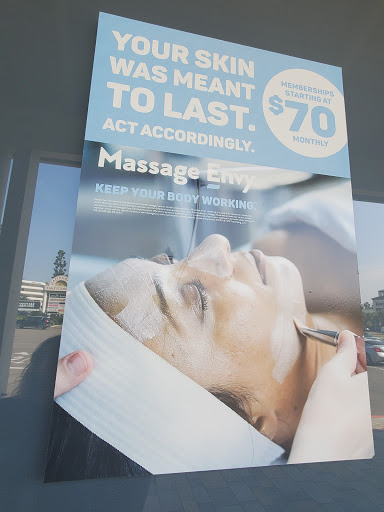 YOUR SKIN
WAS MEANT
TO LAST.
ACT ACCORDINGLY.
MEMBERSHIPS
STARTING AT
$70
MONTHLY
Massage Envy
KEEP YOUR BODY WORKING.